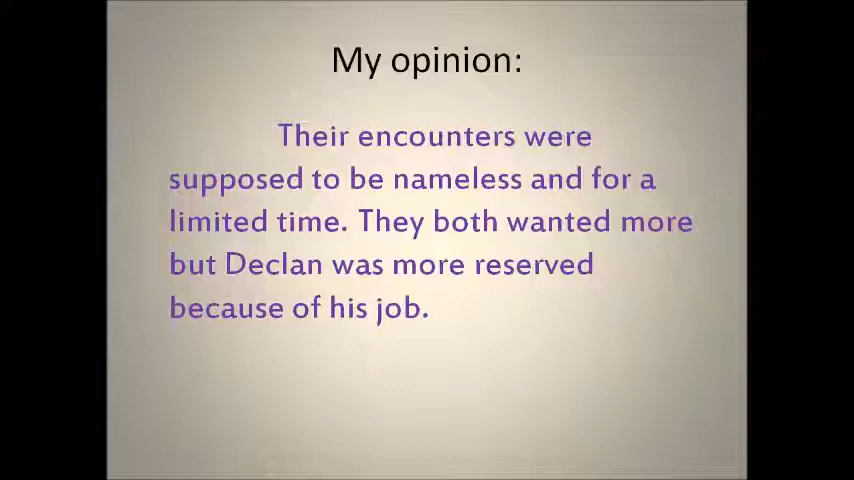 My opinion:
Their encounters were
supposed to be nameless and for a
limited time. They both wanted more
but Declan was more reserved
because of his job.